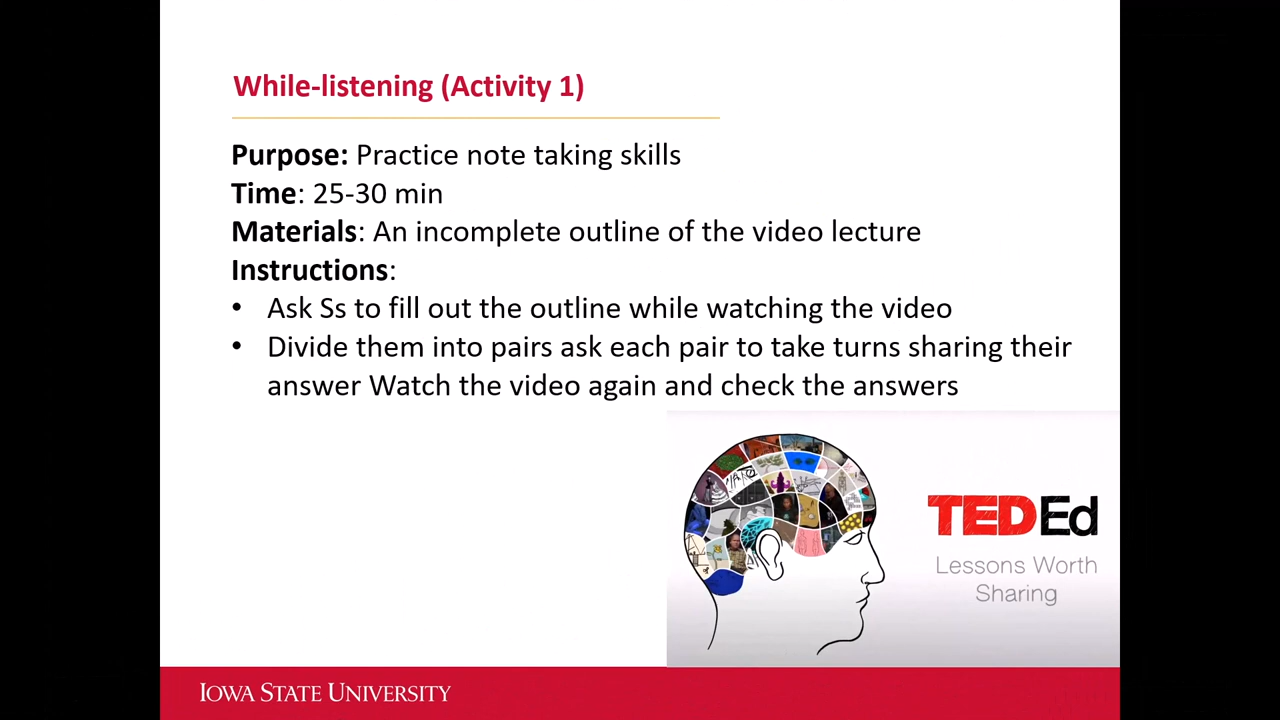 While-listening (Activity 1)
Purpose: Practice note taking skills
Time: 25-30 min
Materials: An incomplete outline of the video lecture
Instructions:
• Ask Ss to fill out the outline while watching the video
• Divide them into pairs ask each pair to take turns sharing their
answer Watch the video again and check the answers
TEDEd
Lessons Worth
Sharing
IOWA STATE UNIVERSITY